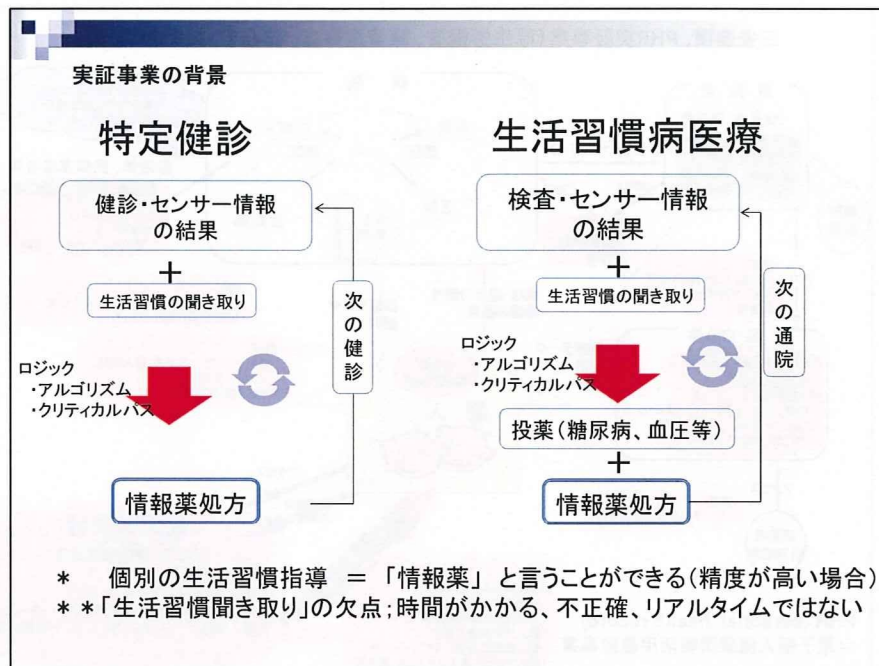 実証事業の背景
特定健診
健診・センサー情報
の結果
+
生活習慣の聞き取り
ロジック
・アルゴリズム
・クリティカルパス
次の健診
情報薬処方
生活習慣病医療
検査・センサー情報
の結果
+
生活習慣の聞き取り
ロジック
・アルゴリズム
・クリティカルパス
次の通院
投薬(糖尿病、血圧等)
+
情報薬処方
* 個別の生活習慣指導 = 「情報薬」 と言うことができる(精度が高い場合)
**「生活習慣聞き取り」の欠点;時間がかかる、不正確、リアルタイムではない